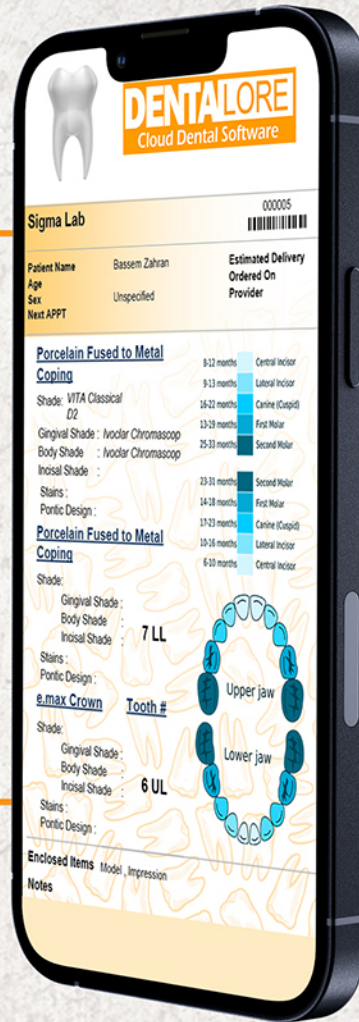 DENTALORE
Cloud Dental Software
Sigma Lab
000005
Patient Name Bassem Zahran
Age
Sex Unspecified
Next APPT
Estimated Delivery
Ordered On
Provider
Porcelain Fused to Metal
Coping
Shade: VITA Classical
D2
Gingival Shade : Ivoclar Chromascop
Body Shade : Ivoclar Chromascop
Incisal Shade :
Stains :
Pontic Design :
Porcelain Fused to Metal
Coping
Shade:
Gingival Shade :
Body Shade :
Incisal Shade : 7 LL
Stains :
Pontic Design :
e.max Crown Tooth #
Shade:
Gingival Shade :
Body Shade :
Incisal Shade : 6 UL
Stains :
Pontic Design :
8-12 months Central Incisor
9-13 months Lateral Incisor
16-22 months Canine (Cuspid)
13-19 months First Molar
25-33 months Second Molar
23-31 months Second Molar
14-18 months First Molar
17-23 months Canine (Cuspid)
10-16 months Lateral Incisor
6-10 months Central Incisor
Upper jaw
Lower jaw
Enclosed Items Model , Impression
Notes